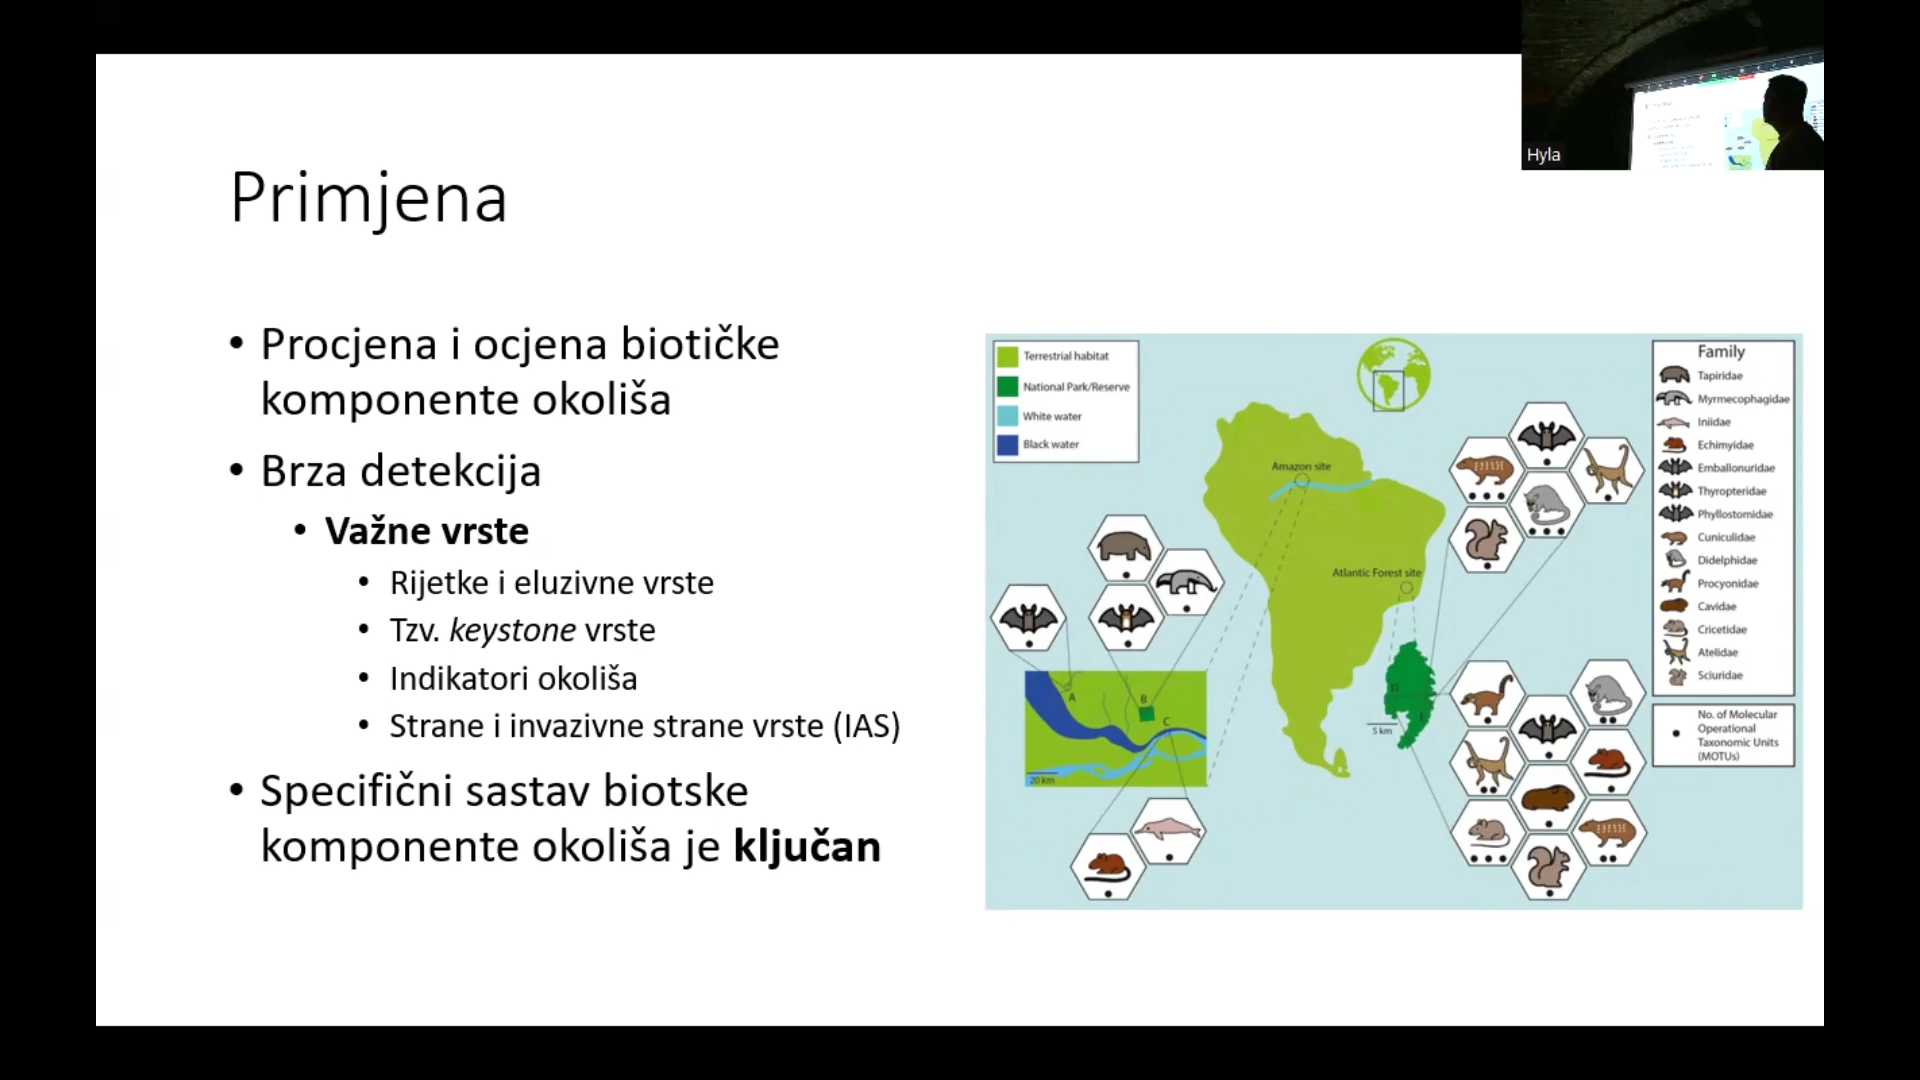 Hyla
Primjena
• Procjena i ocjena biotičke
komponente okoliša
• Brza detekcija
• Važne vrste
• Rijetke i eluzivne vrste
• Tzv. keystone vrste
• Indikatori okoliša
• Strane i invazivne strane vrste (IAS)
• Specifični sastav biotske
komponente okoliša je ključan
Terrestrial habitat
National Park/Reserve
White water
Black water
Amazon site
Atlantic Forest site
A
B
C
20 km
D
5 km
Family
Tapiridae
Myrmecophagidae
Iniidae
Echimyidae
Emballonuridae
Thyropteridae
Phyllostomidae
Cuniculidae
Didelphidae
Procyonidae
Cavidae
Cricetidae
Atelidae
Sciuridae
No. of Molecular
Operational
Taxonomic Units
(MOTUs)